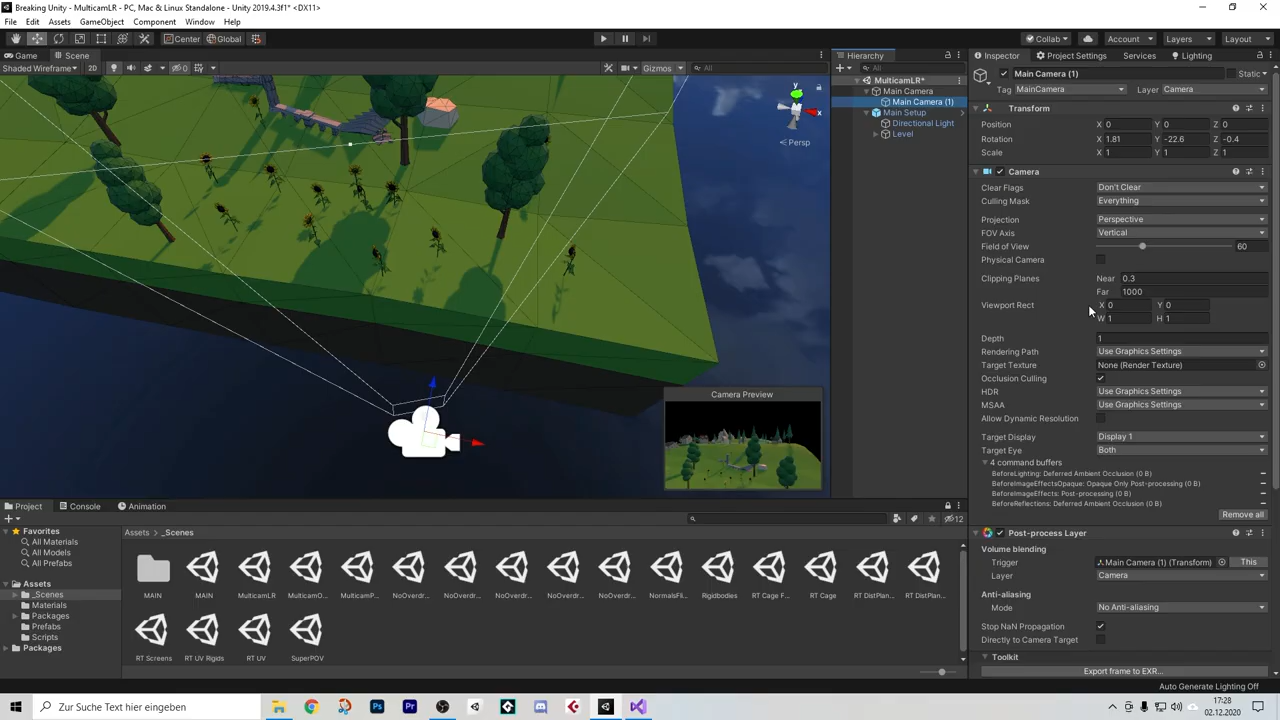 Breaking Unity - MulticamLR - PC, Mac & Linux Standalone - Unity 2019.4.3f1* <DX11>
File Edit Assets GameObject Component Window Help
Center Global Collab Account Layers Layout
Game Scene
Shaded Wireframe 2D 0 Gizmos All
y
x
Persp
Camera Preview
Hierarchy
All
MulticamLR*
Main Camera
Main Camera (1)
Main Setup
Directional Light
Level
Inspector Project Settings Services Lighting
Main Camera (1) Static
Tag MainCamera Layer Camera
Transform
Position X 0 Y 0 Z 0
Rotation X 1.81 Y -22.6 Z -0.4
Scale X 1 Y 1 Z 1
Camera
Clear Flags Don't Clear
Culling Mask Everything
Projection Perspective
FOV Axis Vertical
Field of View 60
Physical Camera
Clipping Planes Near 0.3
Far 1000
Viewport Rect X 0 Y 0
W 1 H 1
Depth 1
Rendering Path Use Graphics Settings
Target Texture None (Render Texture)
Occlusion Culling
HDR Use Graphics Settings
MSAA Use Graphics Settings
Allow Dynamic Resolution
Target Display Display 1
Target Eye Both
4 command buffers
BeforeLighting: Deferred Ambient Occlusion (0 B)
BeforeImageEffectsOpaque: Opaque Only Post-processing (0 B)
BeforeImageEffects: Post-processing (0 B)
BeforeReflections: Deferred Ambient Occlusion (0 B)
Remove all
Post-process Layer
Volume blending
Trigger Main Camera (1) (Transform) This
Layer Camera
Anti-aliasing
Mode No Anti-aliasing
Stop NaN Propagation
Directly to Camera Target
Toolkit
Export frame to EXR...
Auto Generate Lighting Off
Project Console Animation
12
Favorites
All Materials
All Models
All Prefabs
Assets
_Scenes
Materials
Packages
Prefabs
Scripts
Packages
Assets > _Scenes
MAIN MAIN MulticamLR MulticamO... MulticamP... NoOverdr... NoOverdr... NoOverdr... NoOverdr... NoOverdr... NormalsFil... Rigidbodies RT Cage F... RT Cage RT DistPlan... RT DistPlan...
RT Screens RT UV Rigids RT UV SuperPOV
Zur Suche Text hier eingeben
17:28
02.12.2020